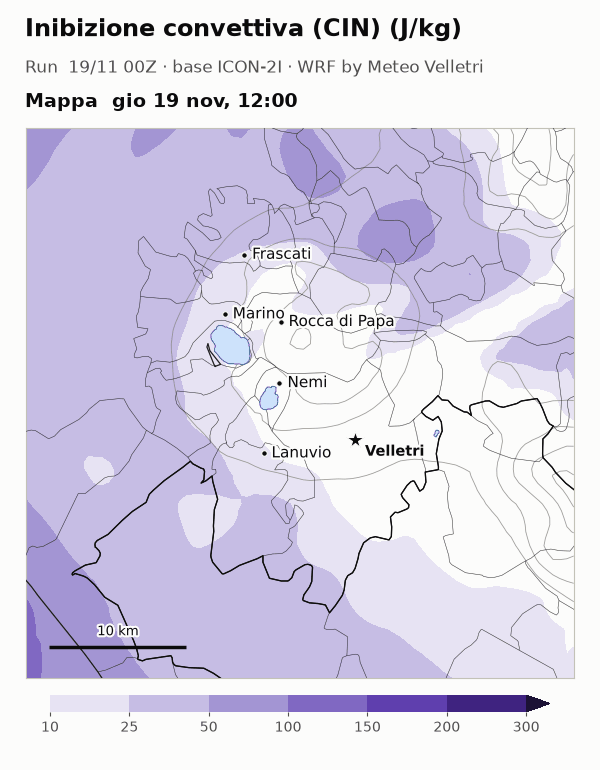 Inibizione convettiva (CIN) (J/kg)
Run  19/11 00Z · base ICON-2I · WRF by Meteo Velletri
Mappa  gio 19 nov, 12:00
Frascati
Marino
Rocca di Papa
Nemi
Velletri
Lanuvio
10 km
10 25 50 100 150 200 300